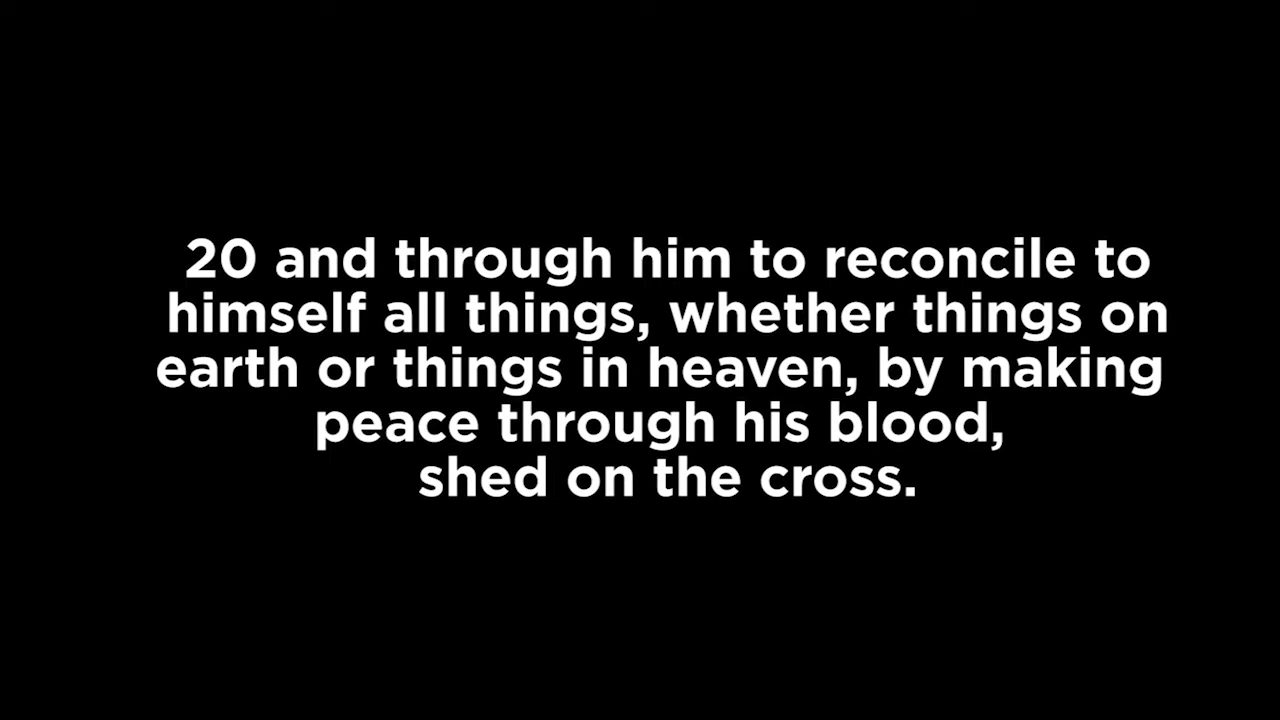 20 and through him to reconcile to
himself all things, whether things on
earth or things in heaven, by making
peace through his blood,
shed on the cross.